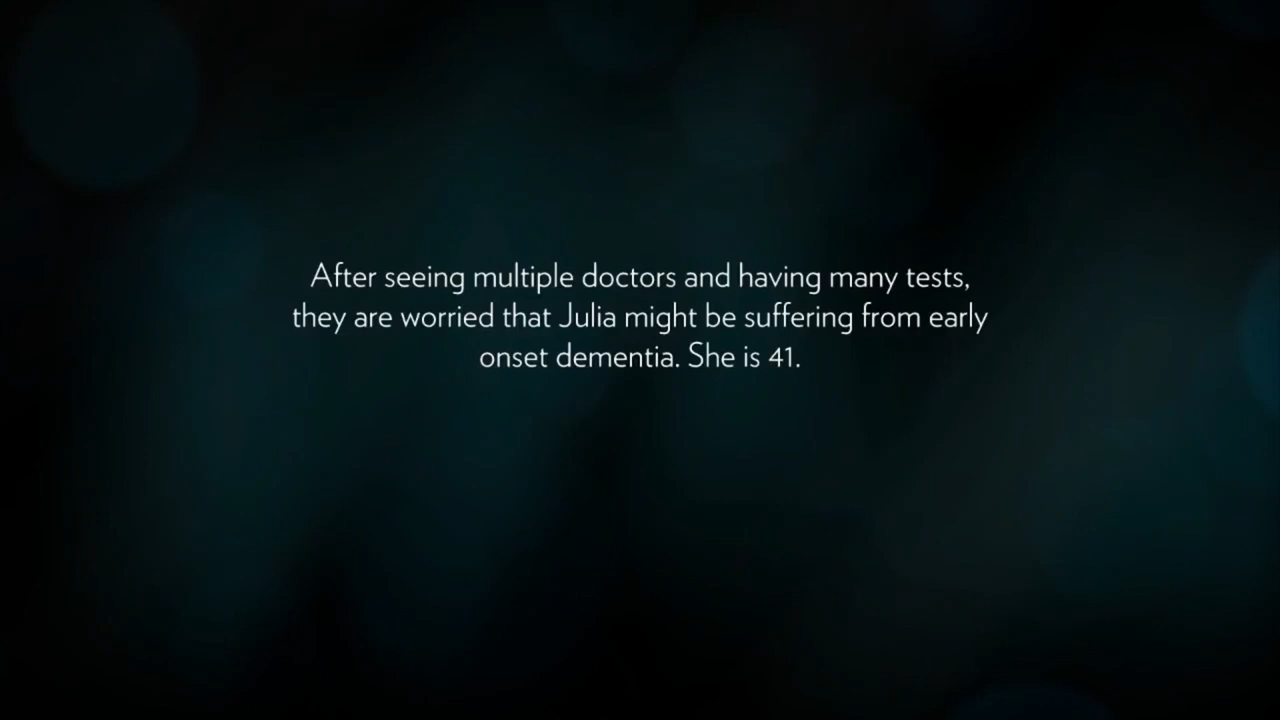 After seeing multiple doctors and having many tests,
they are worried that Julia might be suffering from early
onset dementia. She is 41.